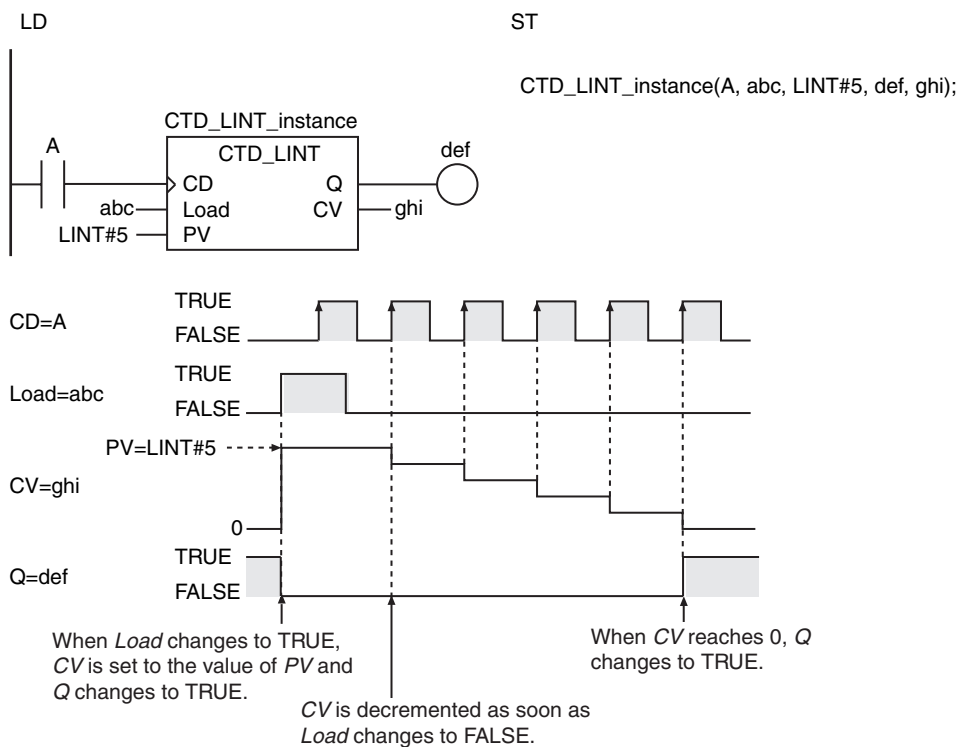 LD
ST
CTD_LINT_instance(A, abc, LINT#5, def, ghi);
CTD_LINT_instance
A
CTD_LINT
def
CD
Q
abc
Load
CV
ghi
LINT#5
PV
CD=A
TRUE
FALSE
Load=abc
TRUE
FALSE
PV=LINT#5
CV=ghi
0
Q=def
TRUE
FALSE
When Load changes to TRUE,
CV is set to the value of PV and
Q changes to TRUE.
CV is decremented as soon as
Load changes to FALSE.
When CV reaches 0, Q
changes to TRUE.